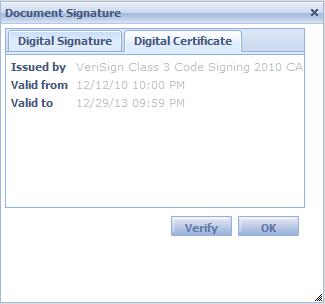 Document Signature
Digital Signature Digital Certificate
Issued by VeriSign Class 3 Code Signing 2010 CA
Valid from 12/12/10 10:00 PM
Valid to 12/29/13 09:59 PM
Verify OK